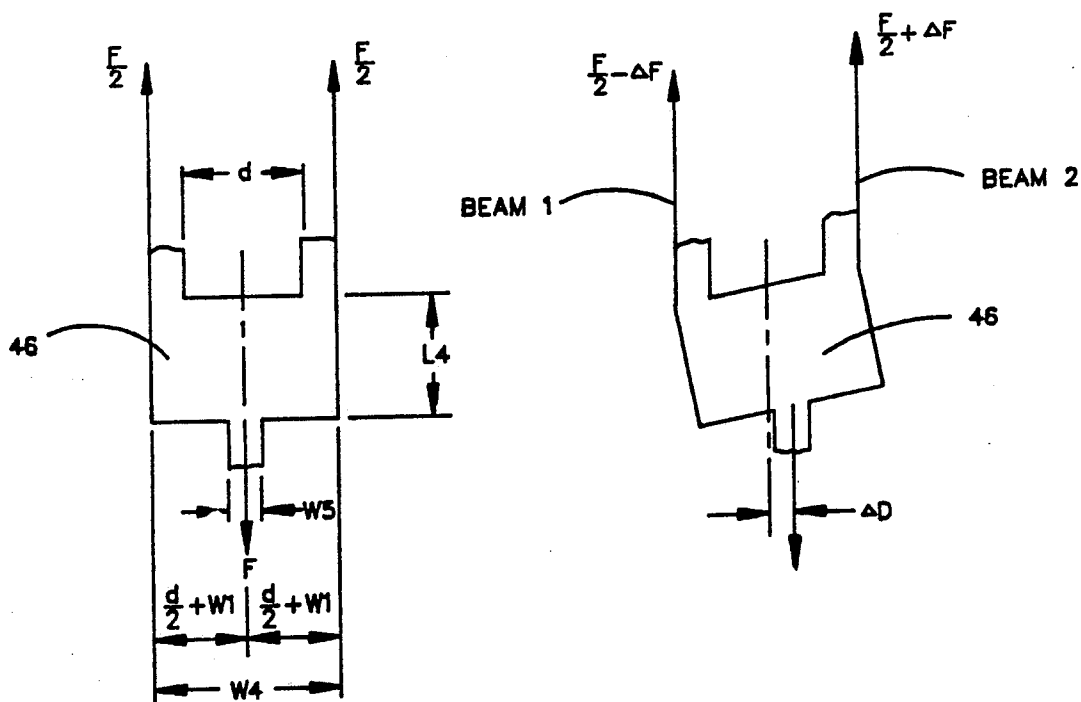 F/2
F/2
d
46
L4
W5
F
d/2 + W1
d/2 + W1
W4
F/2 - ΔF
F/2 + ΔF
BEAM 1
BEAM 2
46
ΔD